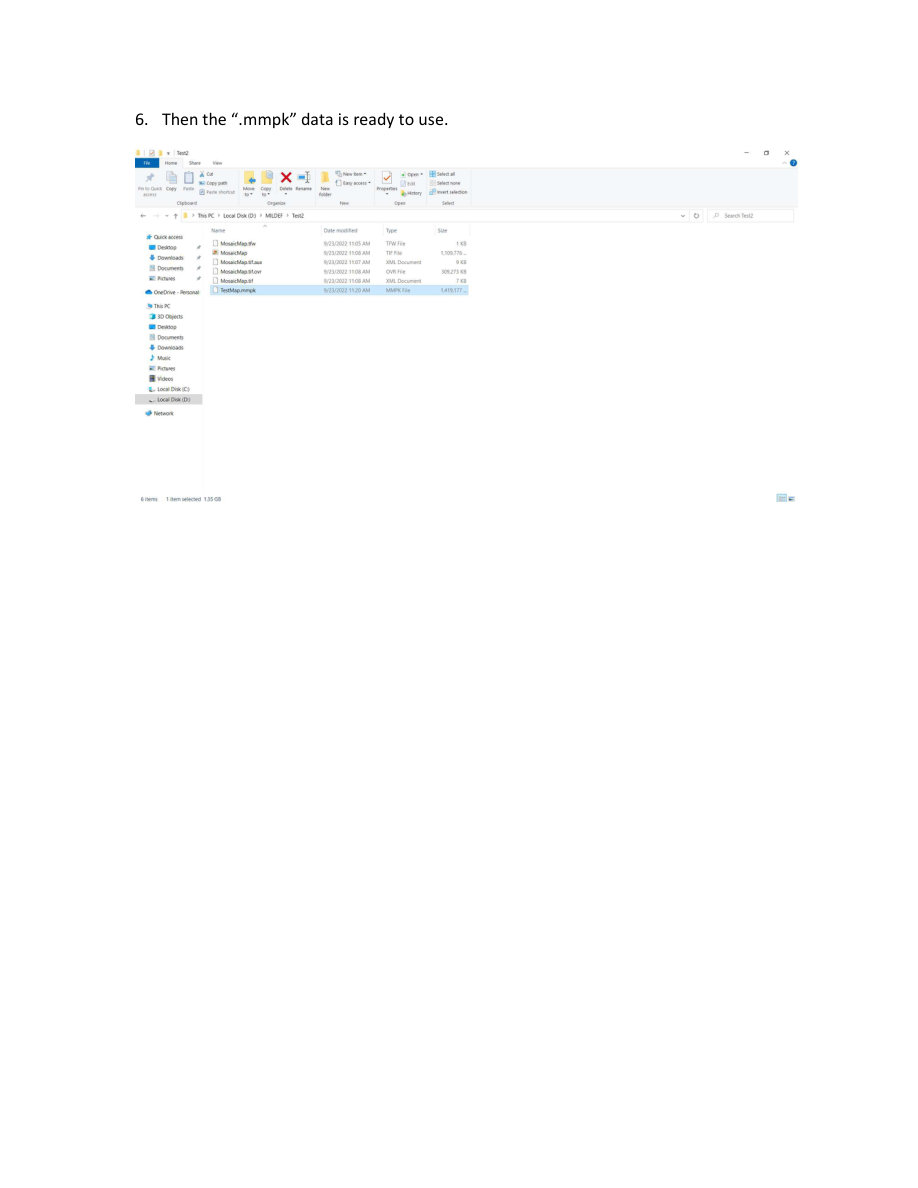 6. Then the “.mmpk” data is ready to use.
Test2
File Home Share View
Pin to Quick access
Copy
Paste
Cut
Copy path
Paste shortcut
Clipboard
Move to
Copy to
Delete
Rename
Organize
New folder
New item
Easy access
New
Properties
Open
Edit
History
Open
Select all
Select none
Invert selection
Select
This PC > Local Disk (D:) > MILDEF > Test2
Search Test2
Name Date modified Type Size
MosaicMap.tfw 9/23/2022 11:05 AM TFW File 1 KB
MosaicMap 9/23/2022 11:08 AM TIF File 1,109,776 ...
MosaicMap.tif.aux 9/23/2022 11:07 AM XML Document 9 KB
MosaicMap.tif.ovr 9/23/2022 11:08 AM OVR File 309,273 KB
MosaicMap.tif 9/23/2022 11:08 AM XML Document 7 KB
TestMap.mmpk 9/23/2022 11:20 AM MMPK File 1,419,177 ...
Quick access
Desktop
Downloads
Documents
Pictures
OneDrive - Personal
This PC
3D Objects
Desktop
Documents
Downloads
Music
Pictures
Videos
Local Disk (C:)
Local Disk (D:)
Network
6 items 1 item selected 1.35 GB